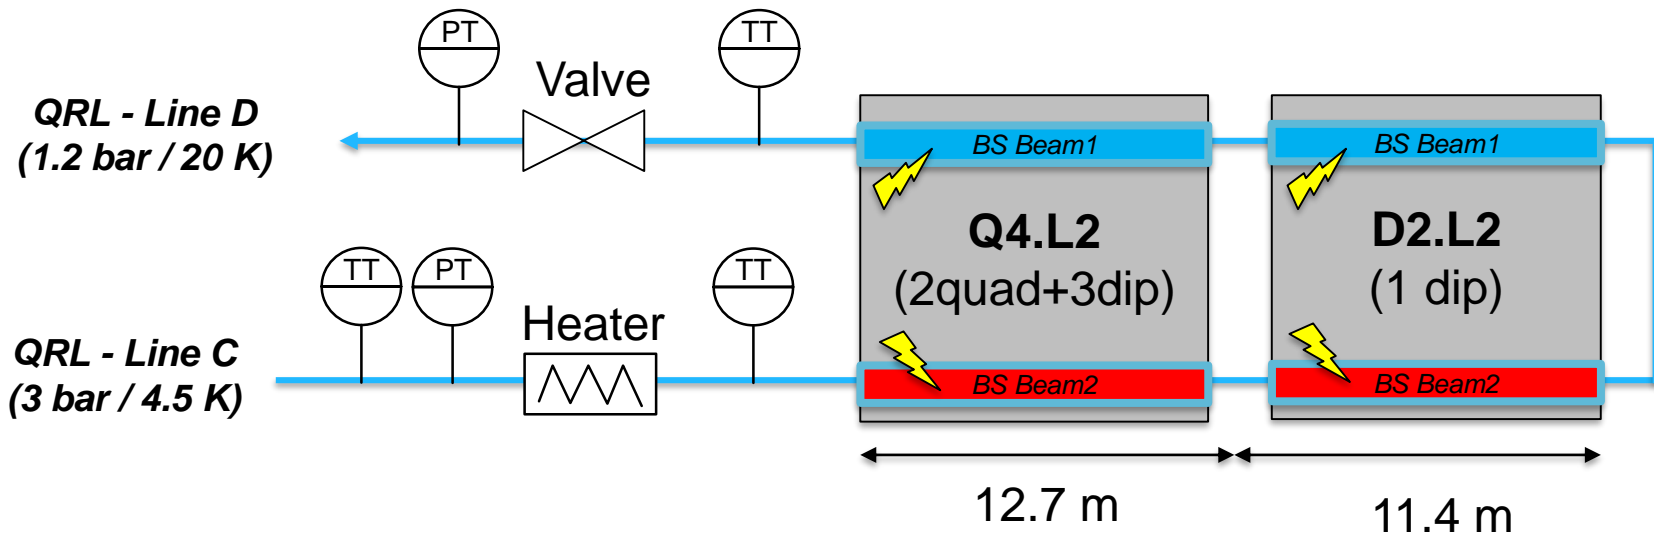 PT
TT
Valve
QRL - Line D
(1.2 bar / 20 K)
BS Beam1
BS Beam1
Q4.L2
(2quad+3dip)
D2.L2
(1 dip)
TT
PT
TT
Heater
QRL - Line C
(3 bar / 4.5 K)
BS Beam2
BS Beam2
12.7 m
11.4 m